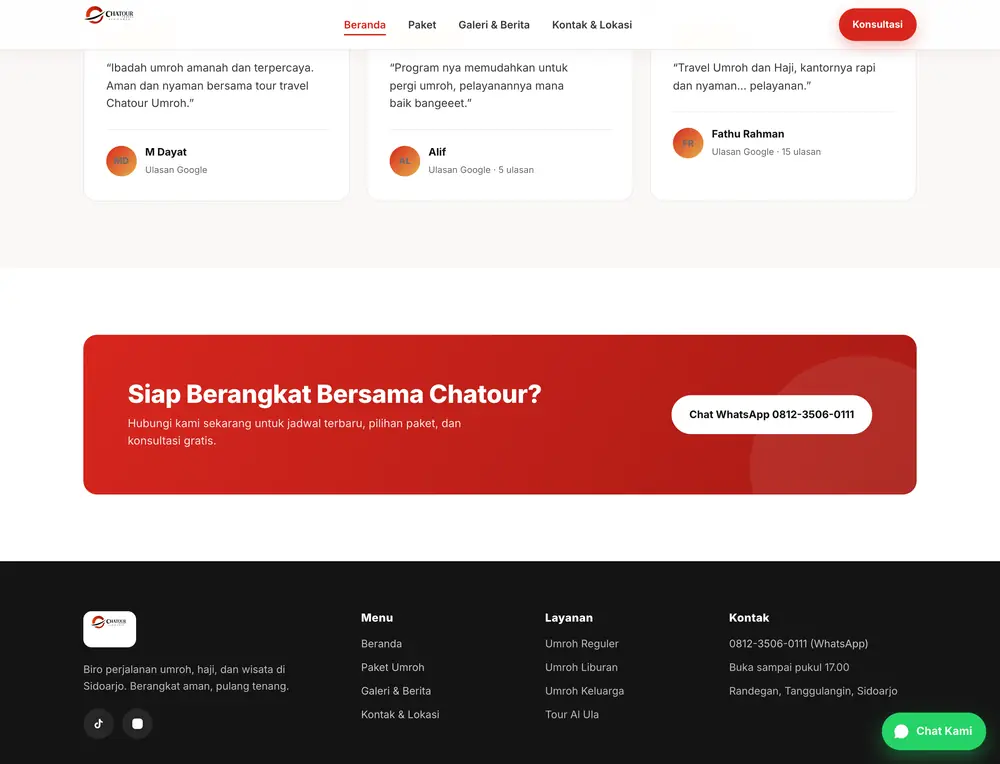 CHATOUR
Beranda
Paket
Galeri & Berita
Kontak & Lokasi
Konsultasi
“Ibadah umroh amanah dan terpercaya.
Aman dan nyaman bersama tour travel
Chatour Umroh.”
MD
M Dayat
Ulasan Google
“Program nya memudahkan untuk
pergi umroh, pelayanannya mana
baik bangeeet.”
AL
Alif
Ulasan Google · 5 ulasan
“Travel Umroh dan Haji, kantornya rapi
dan nyaman... pelayanan.”
FR
Fathu Rahman
Ulasan Google · 15 ulasan
Siap Berangkat Bersama Chatour?
Hubungi kami sekarang untuk jadwal terbaru, pilihan paket, dan
konsultasi gratis.
Chat WhatsApp 0812-3506-0111
CHATOUR
Biro perjalanan umroh, haji, dan wisata di
Sidoarjo. Berangkat aman, pulang tenang.
Menu
Beranda
Paket Umroh
Galeri & Berita
Kontak & Lokasi
Layanan
Umroh Reguler
Umroh Liburan
Umroh Keluarga
Tour Al Ula
Kontak
0812-3506-0111 (WhatsApp)
Buka sampai pukul 17.00
Randegan, Tanggulangin, Sidoarjo
Chat Kami